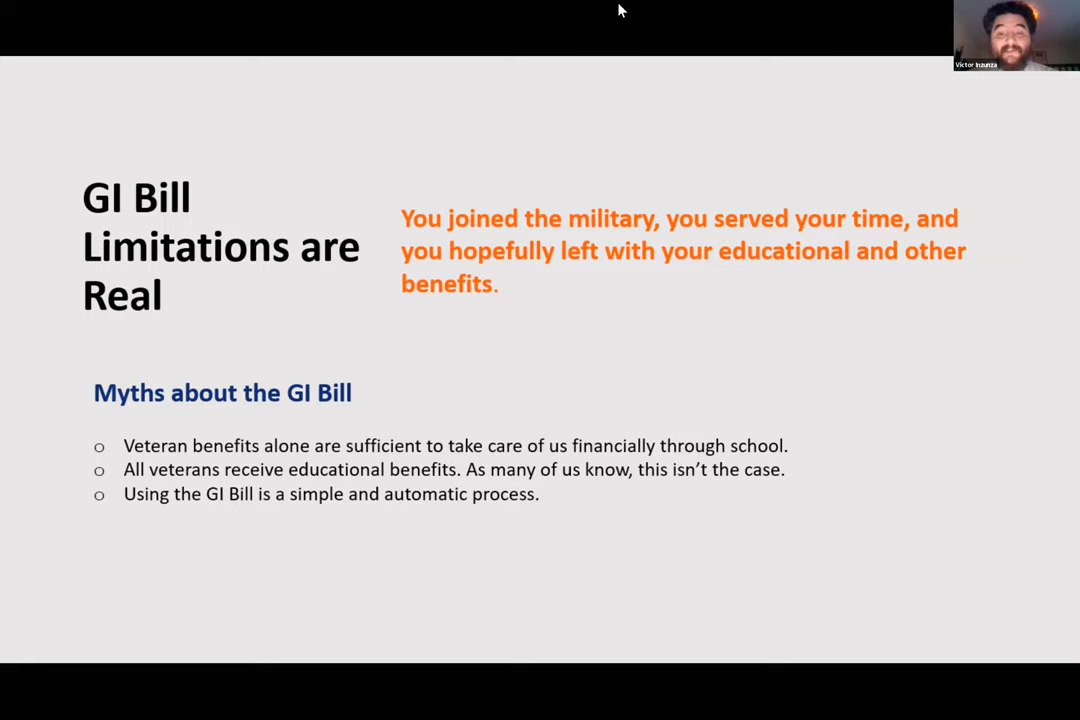 Victor Inzunza
GI Bill
Limitations are
Real
You joined the military, you served your time, and
you hopefully left with your educational and other
benefits.
Myths about the GI Bill
o Veteran benefits alone are sufficient to take care of us financially through school.
o All veterans receive educational benefits. As many of us know, this isn't the case.
o Using the GI Bill is a simple and automatic process.